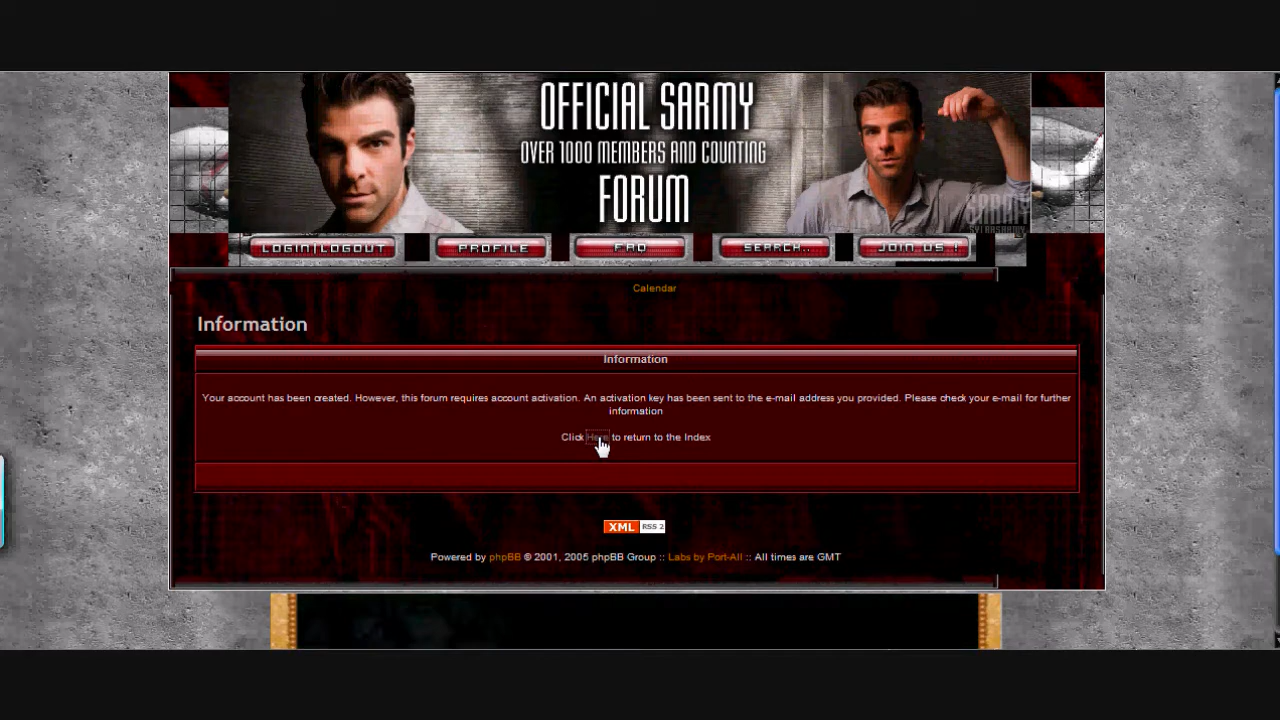 OFFICIAL SARMY
OVER 1000 MEMBERS AND COUNTING
FORUM
SARMY
LOGIN|LOGOUT
PROFILE
FAQ
SEARCH..
JOIN US !
Calendar
Information
Information
Your account has been created. However, this forum requires account activation. An activation key has been sent to the e-mail address you provided. Please check your e-mail for further
information
Click Here to return to the Index
XML RSS 2
Powered by phpBB © 2001, 2005 phpBB Group :: Labs by Port-All :: All times are GMT